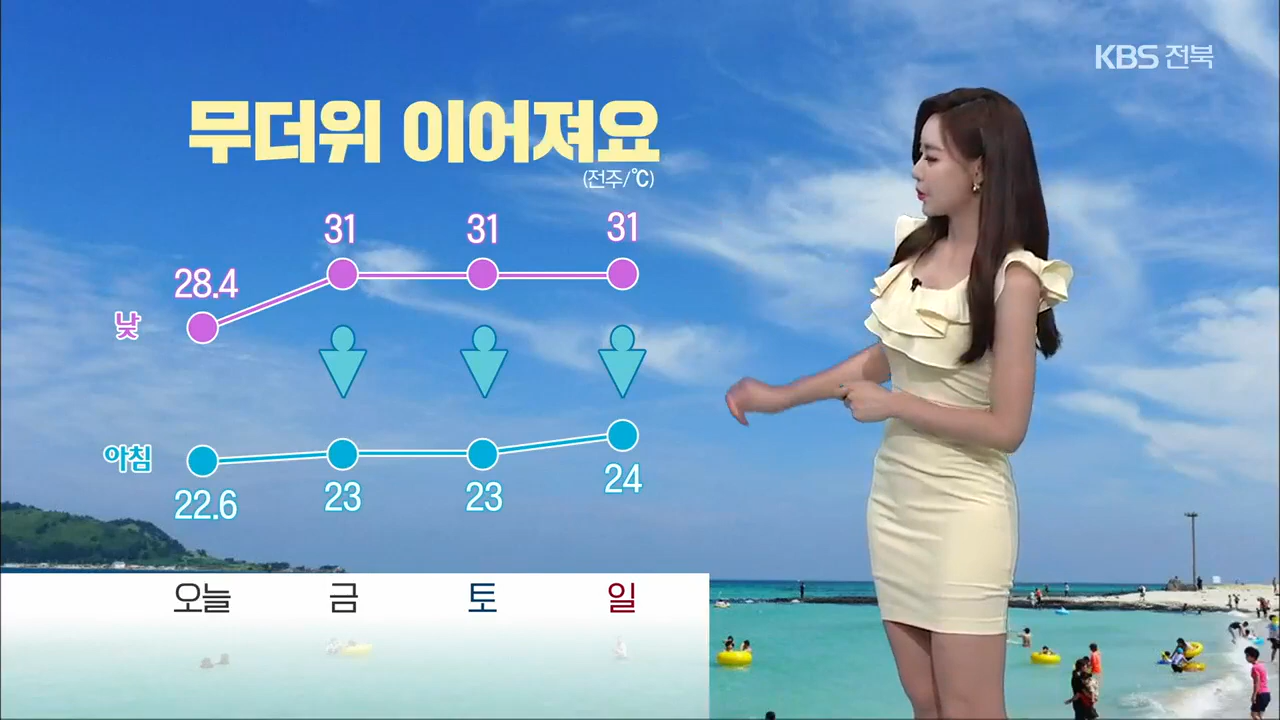 KBS 전북
무더위 이어져요
(전주/℃)
31 31 31
28.4
낮
아침
22.6 23 23 24
오늘 금 토 일